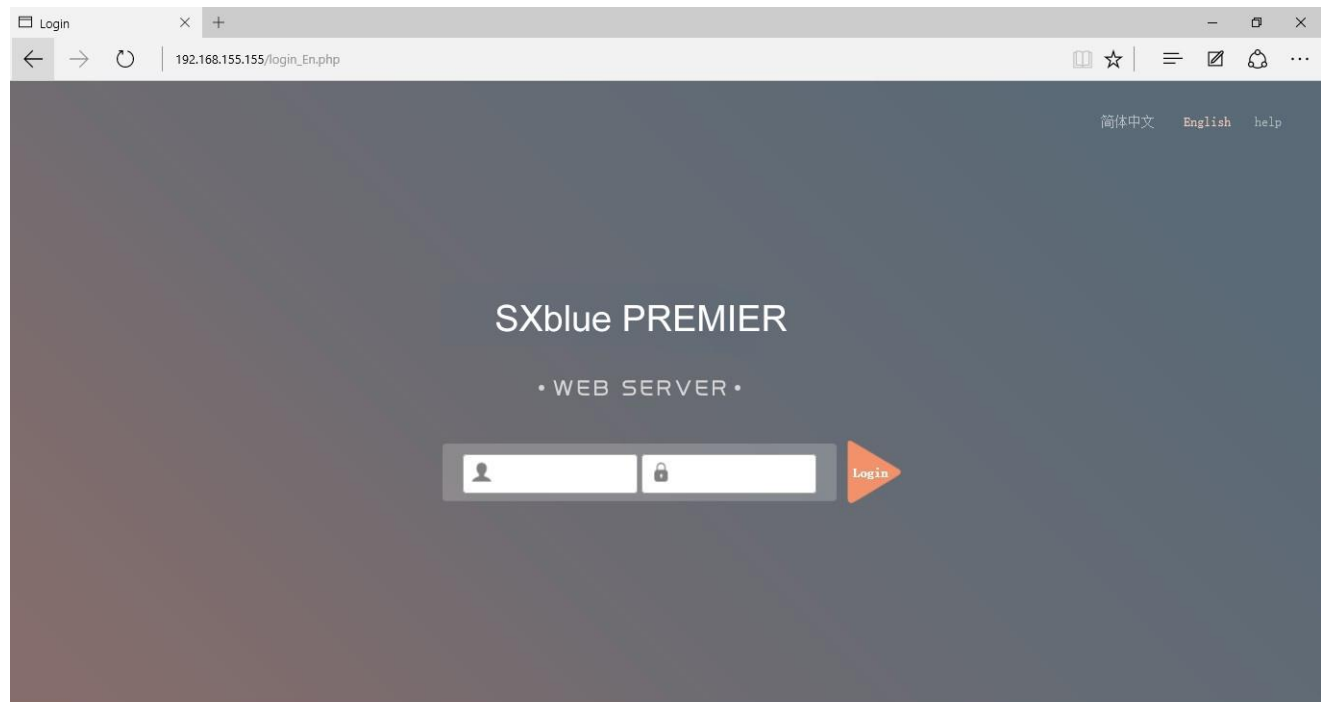 Login
192.168.155.155/login_En.php
简体中文 English help
SXblue PREMIER
•WEB SERVER•
Login